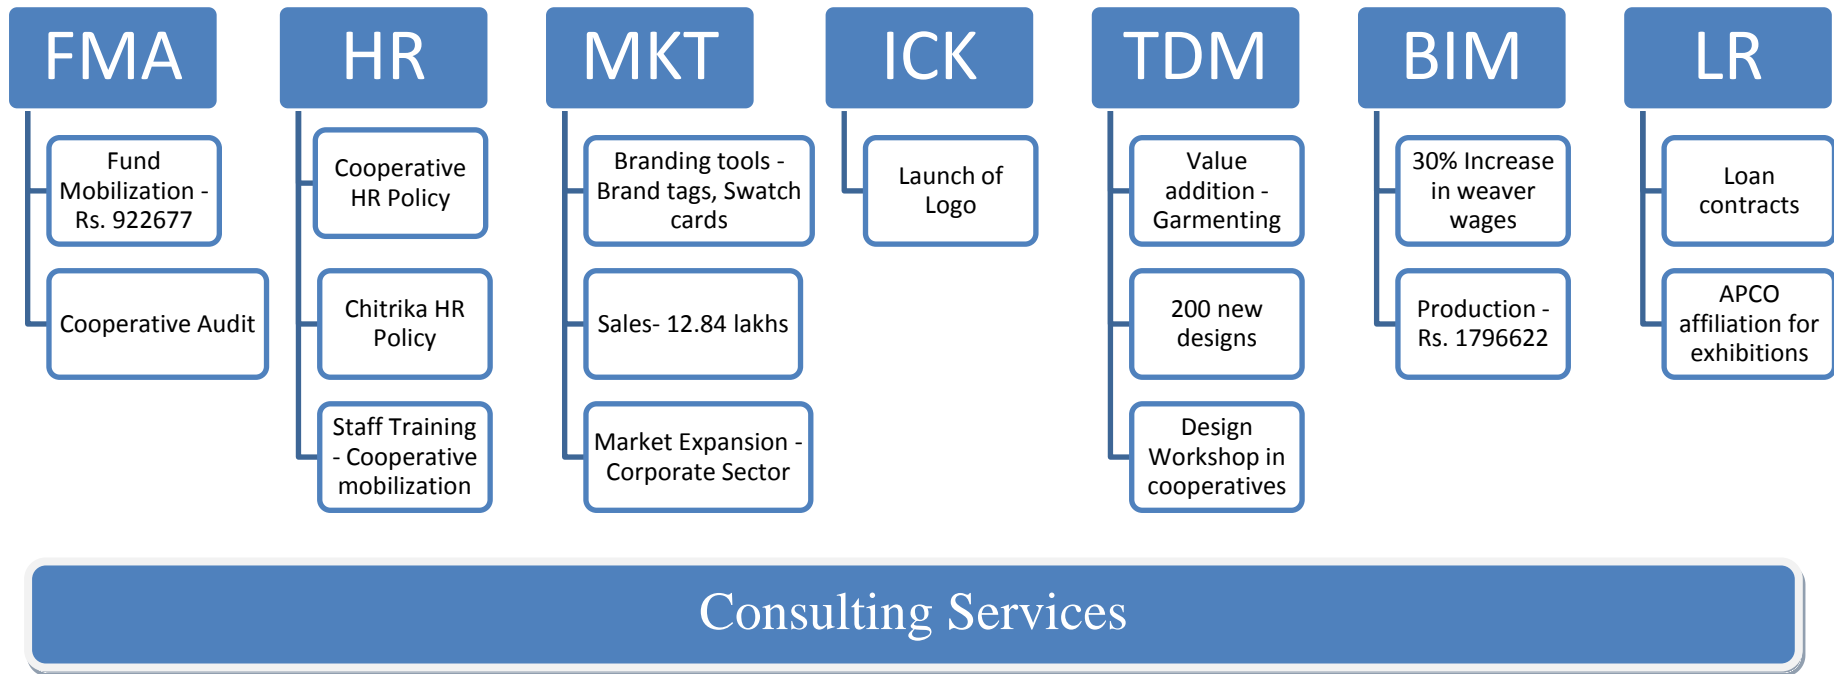 FMA
Fund
Mobilization -
Rs. 922677
Cooperative Audit
HR
Cooperative
HR Policy
Chitrika HR
Policy
Staff Training
- Cooperative
mobilization
MKT
Branding tools -
Brand tags, Swatch
cards
Sales- 12.84 lakhs
Market Expansion -
Corporate Sector
ICK
Launch of
Logo
TDM
Value
addition -
Garmenting
200 new
designs
Design
Workshop in
cooperatives
BIM
30% Increase
in weaver
wages
Production -
Rs. 1796622
LR
Loan
contracts
APCO
affiliation for
exhibitions
Consulting Services